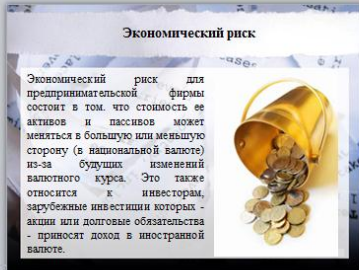 Экономический риск
Экономический риск для
предпринимательской фирмы
состоит в том. что стоимость ее
активов и пассивов может
меняться в большую или меньшую
сторону (в национальной валюте)
из-за будущих изменений
валютного курса. Это также
относится к инвесторам,
зарубежные инвестиции которых -
акции или долговые обязательства
- приносят доход в иностранной
валюте.